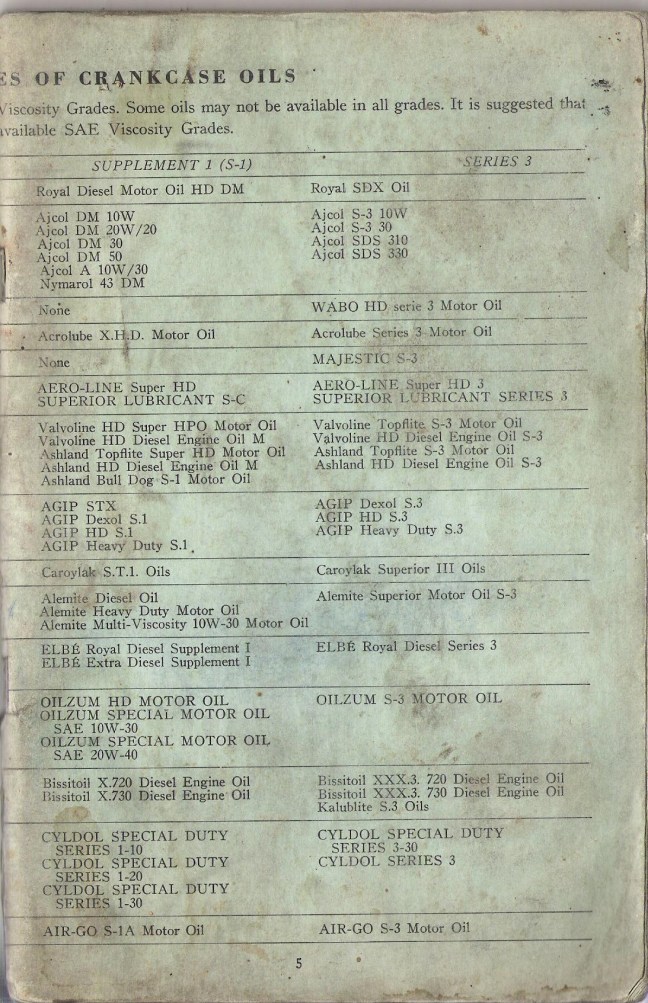 ES OF CRANKCASE OILS
Viscosity Grades. Some oils may not be available in all grades. It is suggested that
available SAE Viscosity Grades.
SUPPLEMENT 1 (S-1) SERIES 3
Royal Diesel Motor Oil HD DM Royal SDX Oil
Ajcol DM 10W Ajcol S-3 10W
Ajcol DM 20W/20 Ajcol S-3 30
Ajcol DM 30 Ajcol SDS 310
Ajcol DM 50 Ajcol SDS 330
Ajcol A 10W/30
Nymarol 43 DM
None WABO HD serie 3 Motor Oil
Acrolube X.H.D. Motor Oil Acrolube Series 3 Motor Oil
None MAJESTIC S-3
AERO-LINE Super HD AERO-LINE Super HD 3
SUPERIOR LUBRICANT S-C SUPERIOR LUBRICANT SERIES 3
Valvoline HD Super HPO Motor Oil Valvoline Topflite S-3 Motor Oil
Valvoline HD Diesel Engine Oil M Valvoline HD Diesel Engine Oil S-3
Ashland Topflite Super HD Motor Oil Ashland Topflite S-3 Motor Oil
Ashland HD Diesel Engine Oil M Ashland HD Diesel Engine Oil S-3
Ashland Bull Dog S-1 Motor Oil
AGIP STX AGIP Dexol S.3
AGIP Dexol S.1 AGIP HD S.3
AGIP HD S.1 AGIP Heavy Duty S.3
AGIP Heavy Duty S.1
Caroylak S.T.1. Oils Caroylak Superior III Oils
Alemite Diesel Oil Alemite Superior Motor Oil S-3
Alemite Heavy Duty Motor Oil
Alemite Multi-Viscosity 10W-30 Motor Oil
ELBÉ Royal Diesel Supplement I ELBÉ Royal Diesel Series 3
ELBÉ Extra Diesel Supplement I
OILZUM HD MOTOR OIL OILZUM S-3 MOTOR OIL
OILZUM SPECIAL MOTOR OIL
SAE 10W-30
OILZUM SPECIAL MOTOR OIL
SAE 20W-40
Bissitoil X.720 Diesel Engine Oil Bissitoil XXX.3. 720 Diesel Engine Oil
Bissitoil X.730 Diesel Engine Oil Bissitoil XXX.3. 730 Diesel Engine Oil
Kalublite S.3 Oils
CYLDOL SPECIAL DUTY CYLDOL SPECIAL DUTY
SERIES 1-10 SERIES 3-30
CYLDOL SPECIAL DUTY CYLDOL SERIES 3
SERIES 1-20
CYLDOL SPECIAL DUTY
SERIES 1-30
AIR-GO S-1A Motor Oil AIR-GO S-3 Motor Oil
5